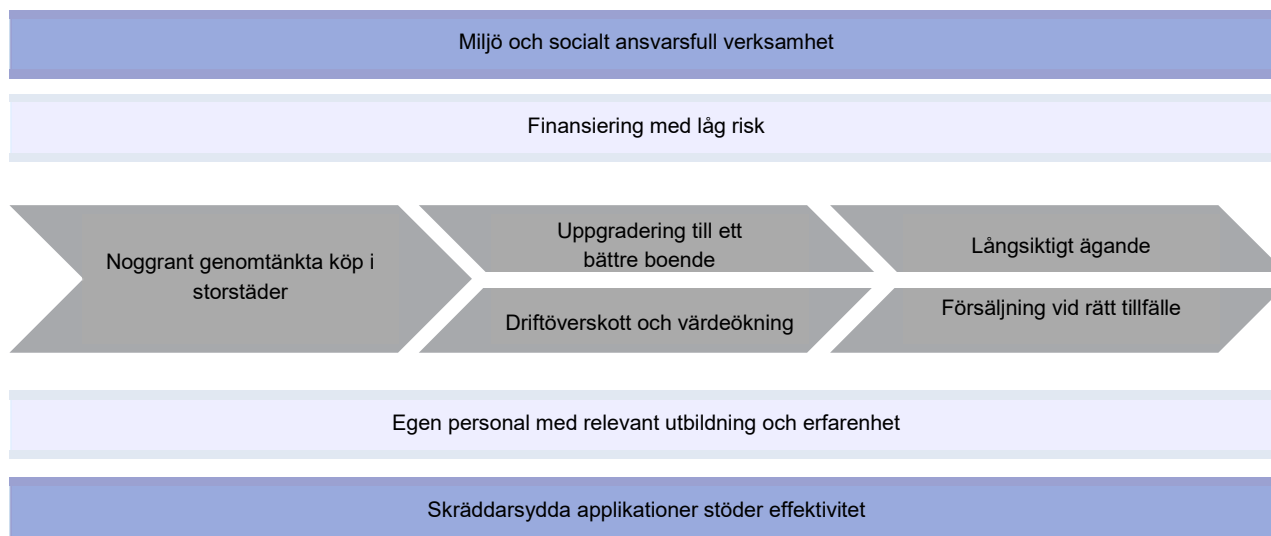 Miljö och socialt ansvarsfull verksamhet
Finansiering med låg risk
Noggrant genomtänkta köp i
storstäder
Uppgradering till ett
bättre boende
Driftöverskott och värdeökning
Långsiktigt ägande
Försäljning vid rätt tillfälle
Egen personal med relevant utbildning och erfarenhet
Skräddarsydda applikationer stöder effektivitet